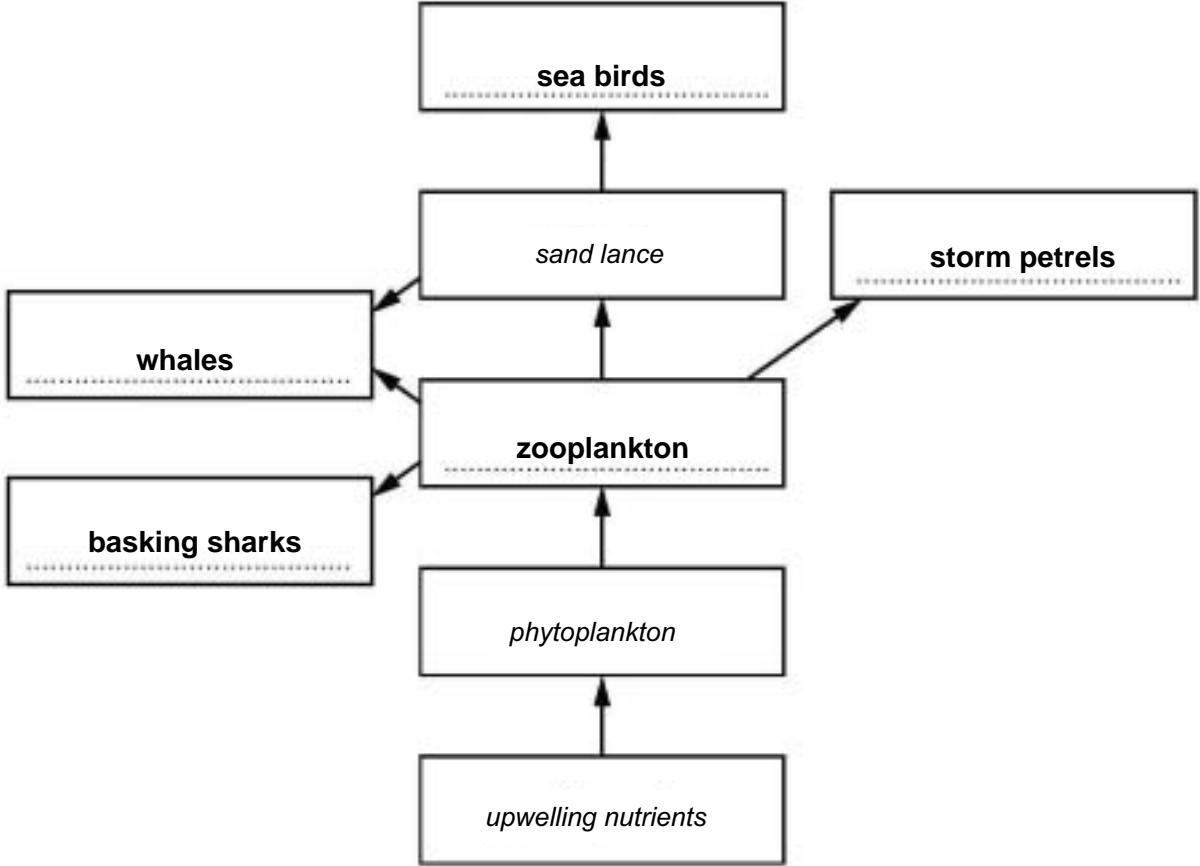 sea birds
sand lance
storm petrels
whales
zooplankton
basking sharks
phytoplankton
upwelling nutrients